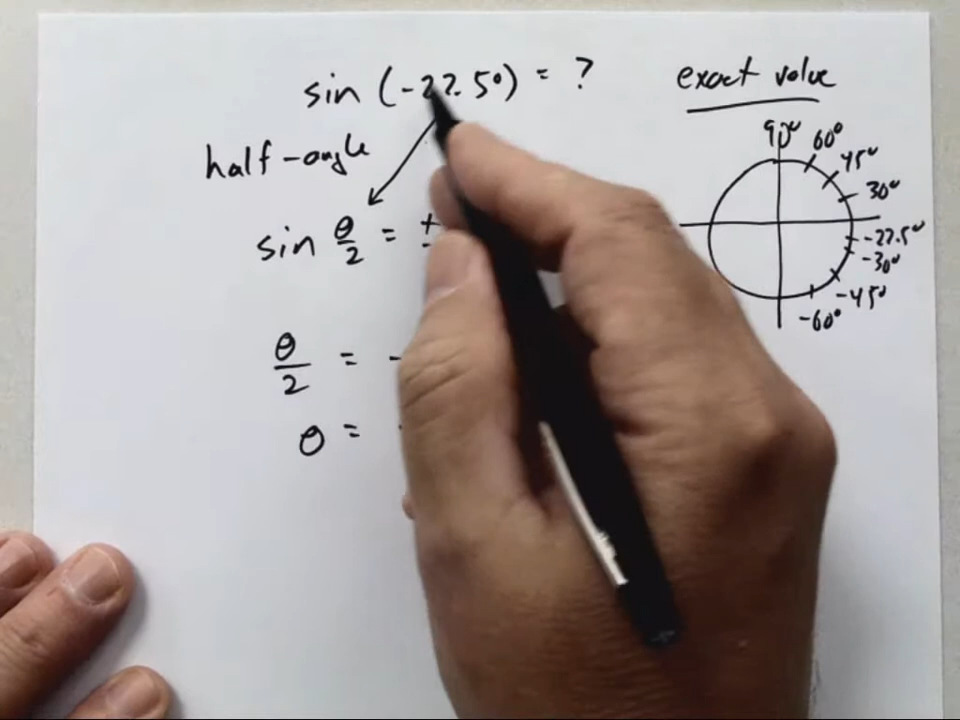 sin (-22.5°) = ?
exact value
half-angle
sin θ/2 = ±
θ/2 = -
θ = -
90°
60°
45°
30°
-22.5°
-30°
-45°
-60°